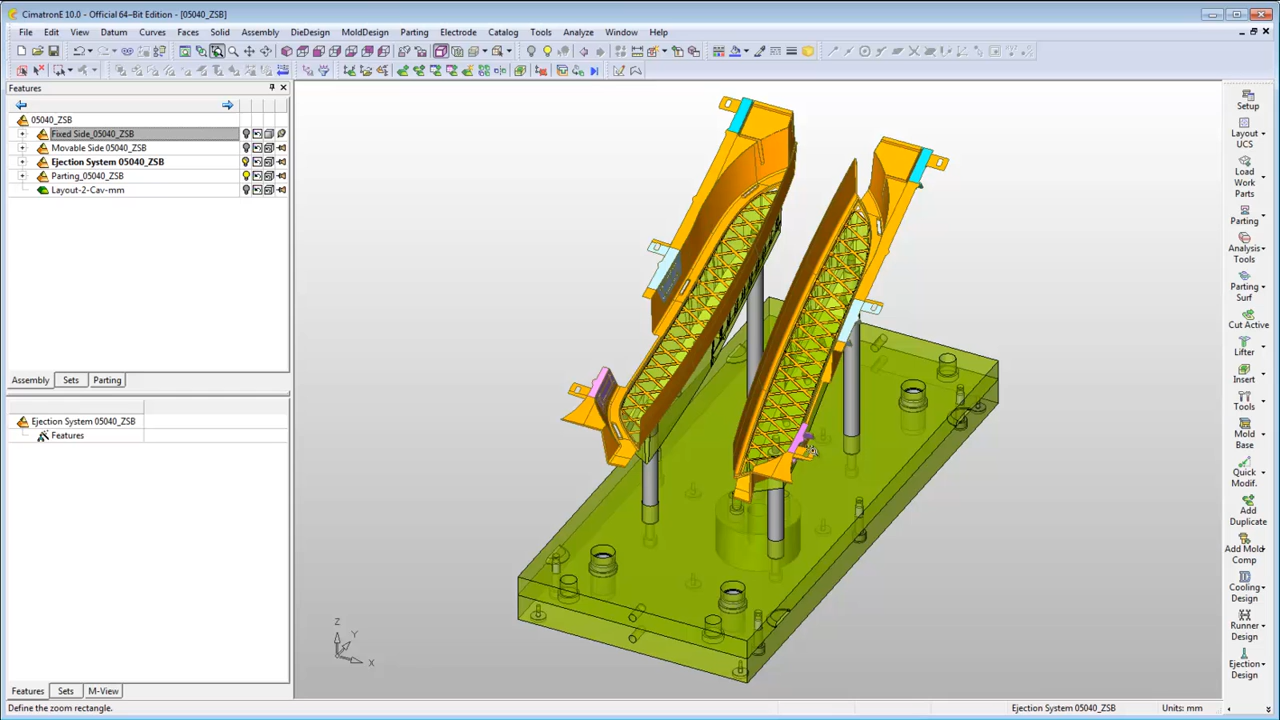 CimatronE 10.0 - Official 64-Bit Edition - [05040_ZSB]
File Edit View Datum Curves Faces Solid Assembly DieDesign MoldDesign Parting Electrode Catalog Tools Analyze Window Help
Features
05040_ZSB
Fixed Side_05040_ZSB
Movable Side 05040_ZSB
Ejection System 05040_ZSB
Parting_05040_ZSB
Layout-2-Cav-mm
Assembly Sets Parting
Ejection System 05040_ZSB
Features
Features Sets M-View
Z
Y
X
Setup
Layout
UCS
Load
Work
Parts
Parting
Analysis
Tools
Parting
Surf
Cut Active
Lifter
Insert
Tools
Mold
Base
Quick
Modif.
Add
Duplicate
Add Mold
Comp
Cooling
Design
Runner
Design
Ejection
Design
Define the zoom rectangle. Ejection System 05040_ZSB Units: mm